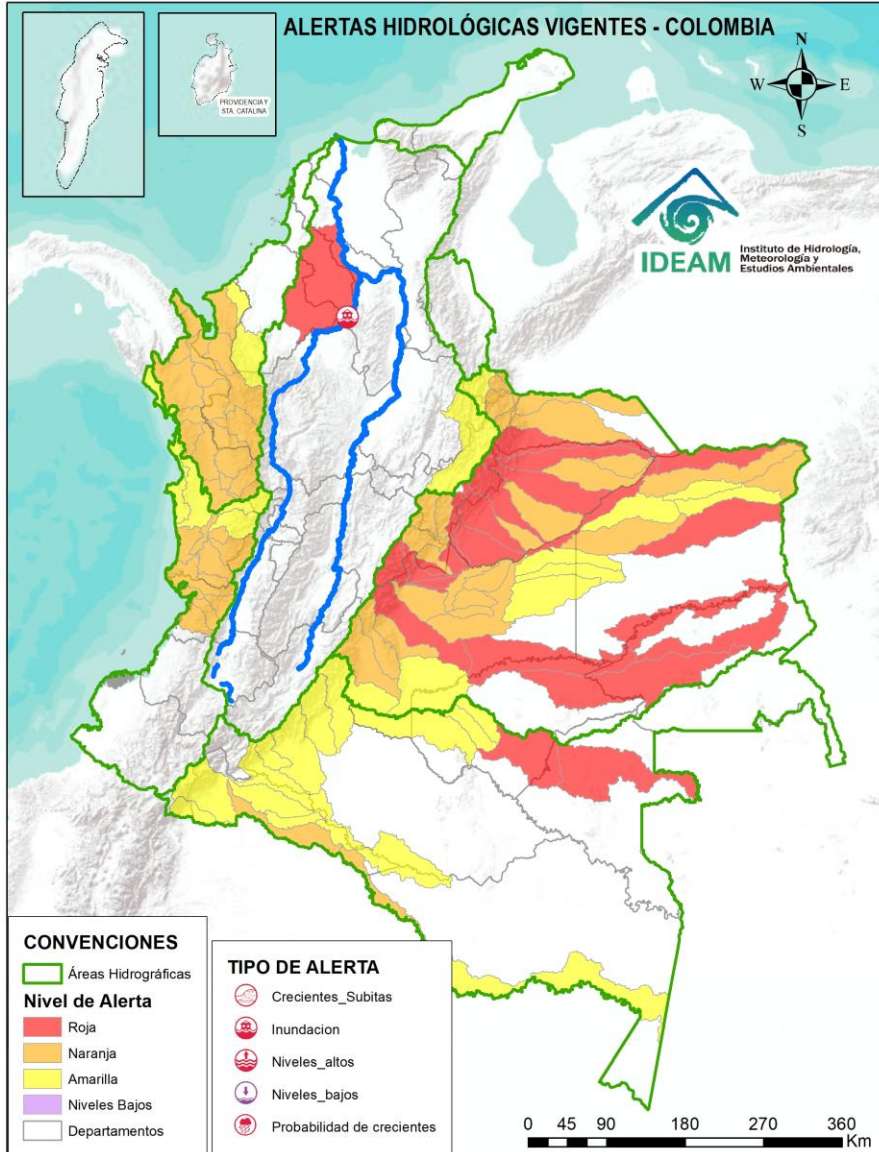 ALERTAS HIDROLÓGICAS VIGENTES - COLOMBIA
N
W E
S
PROVIDENCIA Y
STA. CATALINA
IDEAM
Instituto de Hidrología,
Meteorología y
Estudios Ambientales
CONVENCIONES
Áreas Hidrográficas
Nivel de Alerta
Roja
Naranja
Amarilla
Niveles Bajos
Departamentos
TIPO DE ALERTA
Crecientes_Subitas
Inundacion
Niveles_altos
Niveles_bajos
Probabilidad de crecientes
0 45 90 180 270 360
Km